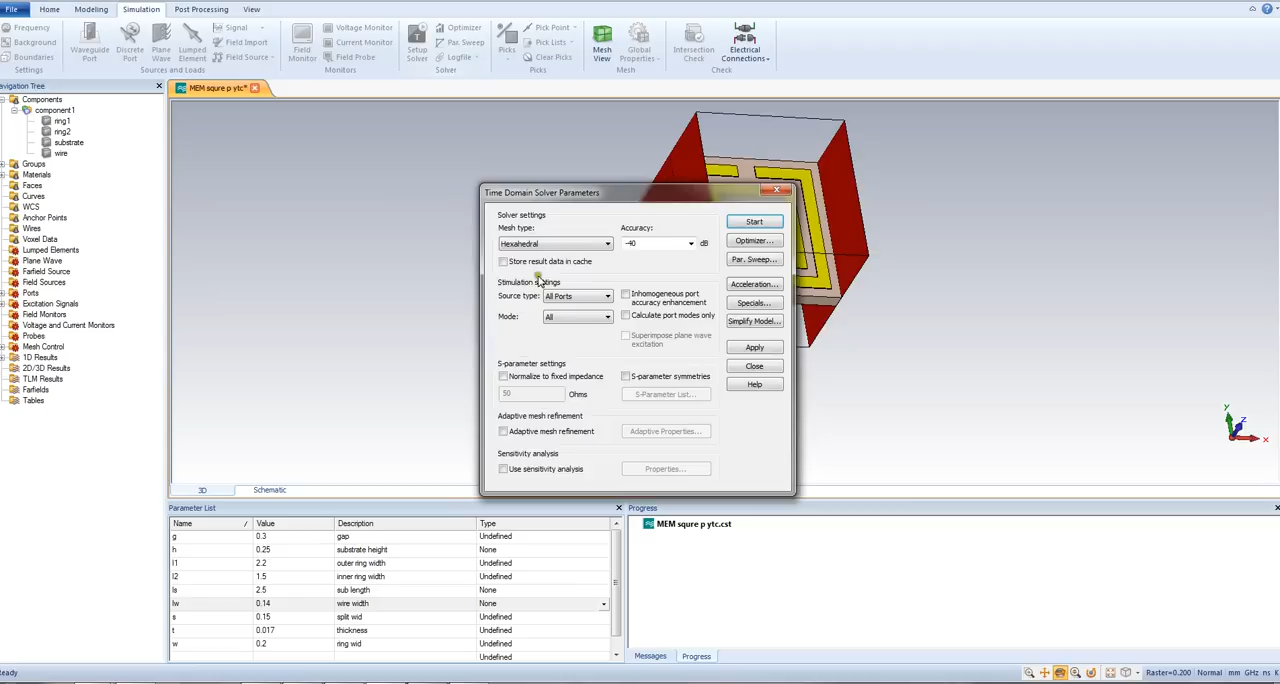 File Home Modeling Simulation Post Processing View
Frequency
Background
Boundaries
Settings
Waveguide Port
Discrete Port
Plane Wave
Lumped Element
Signal
Field Import
Field Source
Sources and Loads
Field Monitor
Voltage Monitor
Current Monitor
Field Probe
Monitors
Setup Solver
Optimizer
Par. Sweep
Logfile
Solver
Picks
Pick Point
Pick Lists
Clear Picks
Picks
Mesh View
Global Properties
Mesh
Intersection Check
Electrical Connections
Check
avigation Tree
MEM squre p ytc*
Components
component1
ring1
ring2
substrate
wire
Groups
Materials
Faces
Curves
WCS
Anchor Points
Wires
Voxel Data
Lumped Elements
Plane Wave
Farfield Source
Field Sources
Ports
Excitation Signals
Field Monitors
Voltage and Current Monitors
Probes
Mesh Control
1D Results
2D/3D Results
TLM Results
Farfields
Tables
Time Domain Solver Parameters
Solver settings
Mesh type:
Hexahedral
Accuracy:
-40 dB
Store result data in cache
Stimulation settings
Source type: All Ports
Mode: All
Inhomogeneous port
accuracy enhancement
Calculate port modes only
Superimpose plane wave
excitation
S-parameter settings
Normalize to fixed impedance
50 Ohms
S-parameter symmetries
S-Parameter List...
Adaptive mesh refinement
Adaptive mesh refinement
Adaptive Properties...
Sensitivity analysis
Use sensitivity analysis
Properties...
Start
Optimizer...
Par. Sweep...
Acceleration...
Specials...
Simplify Model...
Apply
Close
Help
y
z
x
3D Schematic
Parameter List
Name / Value Description Type
g 0.3 gap Undefined
h 0.25 substrate height None
l1 2.2 outer ring width Undefined
l2 1.5 inner ring width Undefined
ls 2.5 sub length None
lw 0.14 wire width None
s 0.15 split wid Undefined
t 0.017 thickness Undefined
w 0.2 ring wid Undefined
Undefined
Progress
MEM squre p ytc.cst
Messages Progress
Ready
Raster=0.200 Normal mm GHz ns K